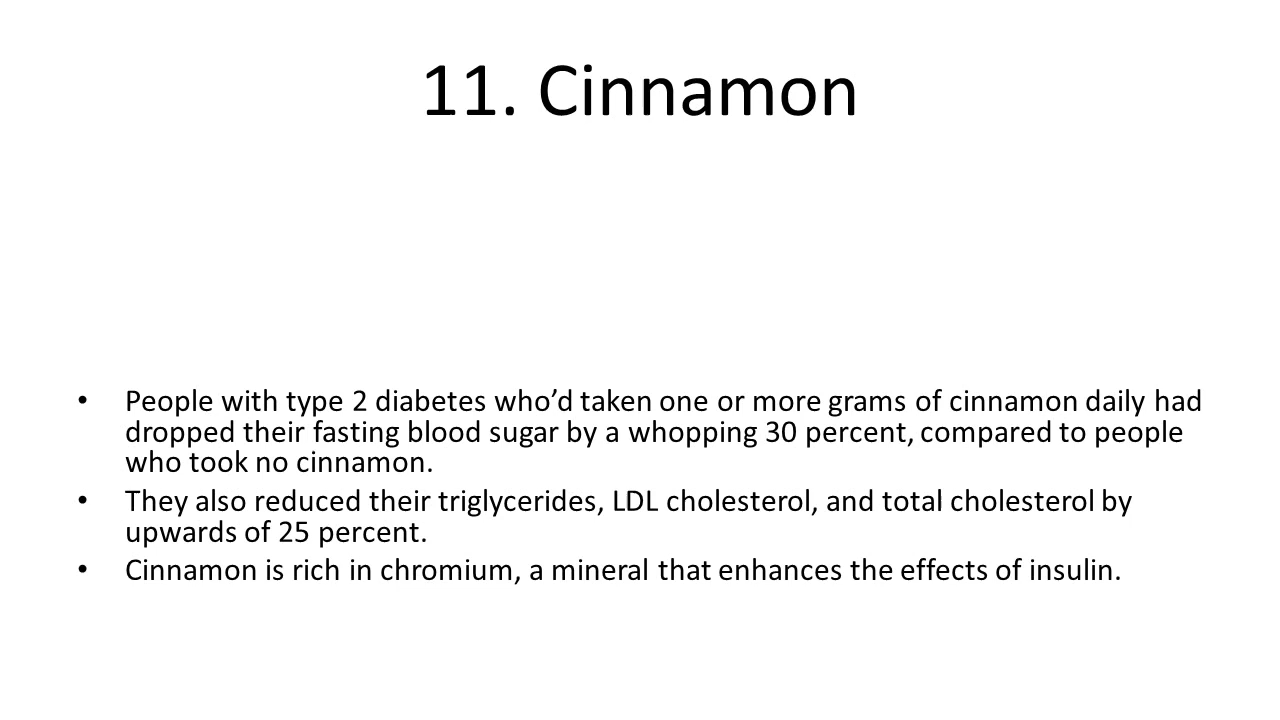 11. Cinnamon
• People with type 2 diabetes who’d taken one or more grams of cinnamon daily had
dropped their fasting blood sugar by a whopping 30 percent, compared to people
who took no cinnamon.
• They also reduced their triglycerides, LDL cholesterol, and total cholesterol by
upwards of 25 percent.
• Cinnamon is rich in chromium, a mineral that enhances the effects of insulin.